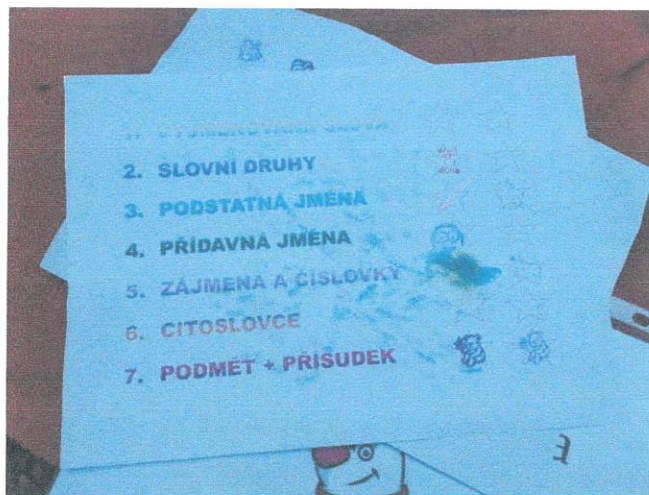 2. SLOVNÍ DRUHY
3. PODSTATNÁ JMÉNA
4. PŘÍDAVNÁ JMÉNA
5. ZÁJMENA A ČÍSLOVKY
6. CITOSLOVCE
7. PODMĚT + PŘÍSUDEK